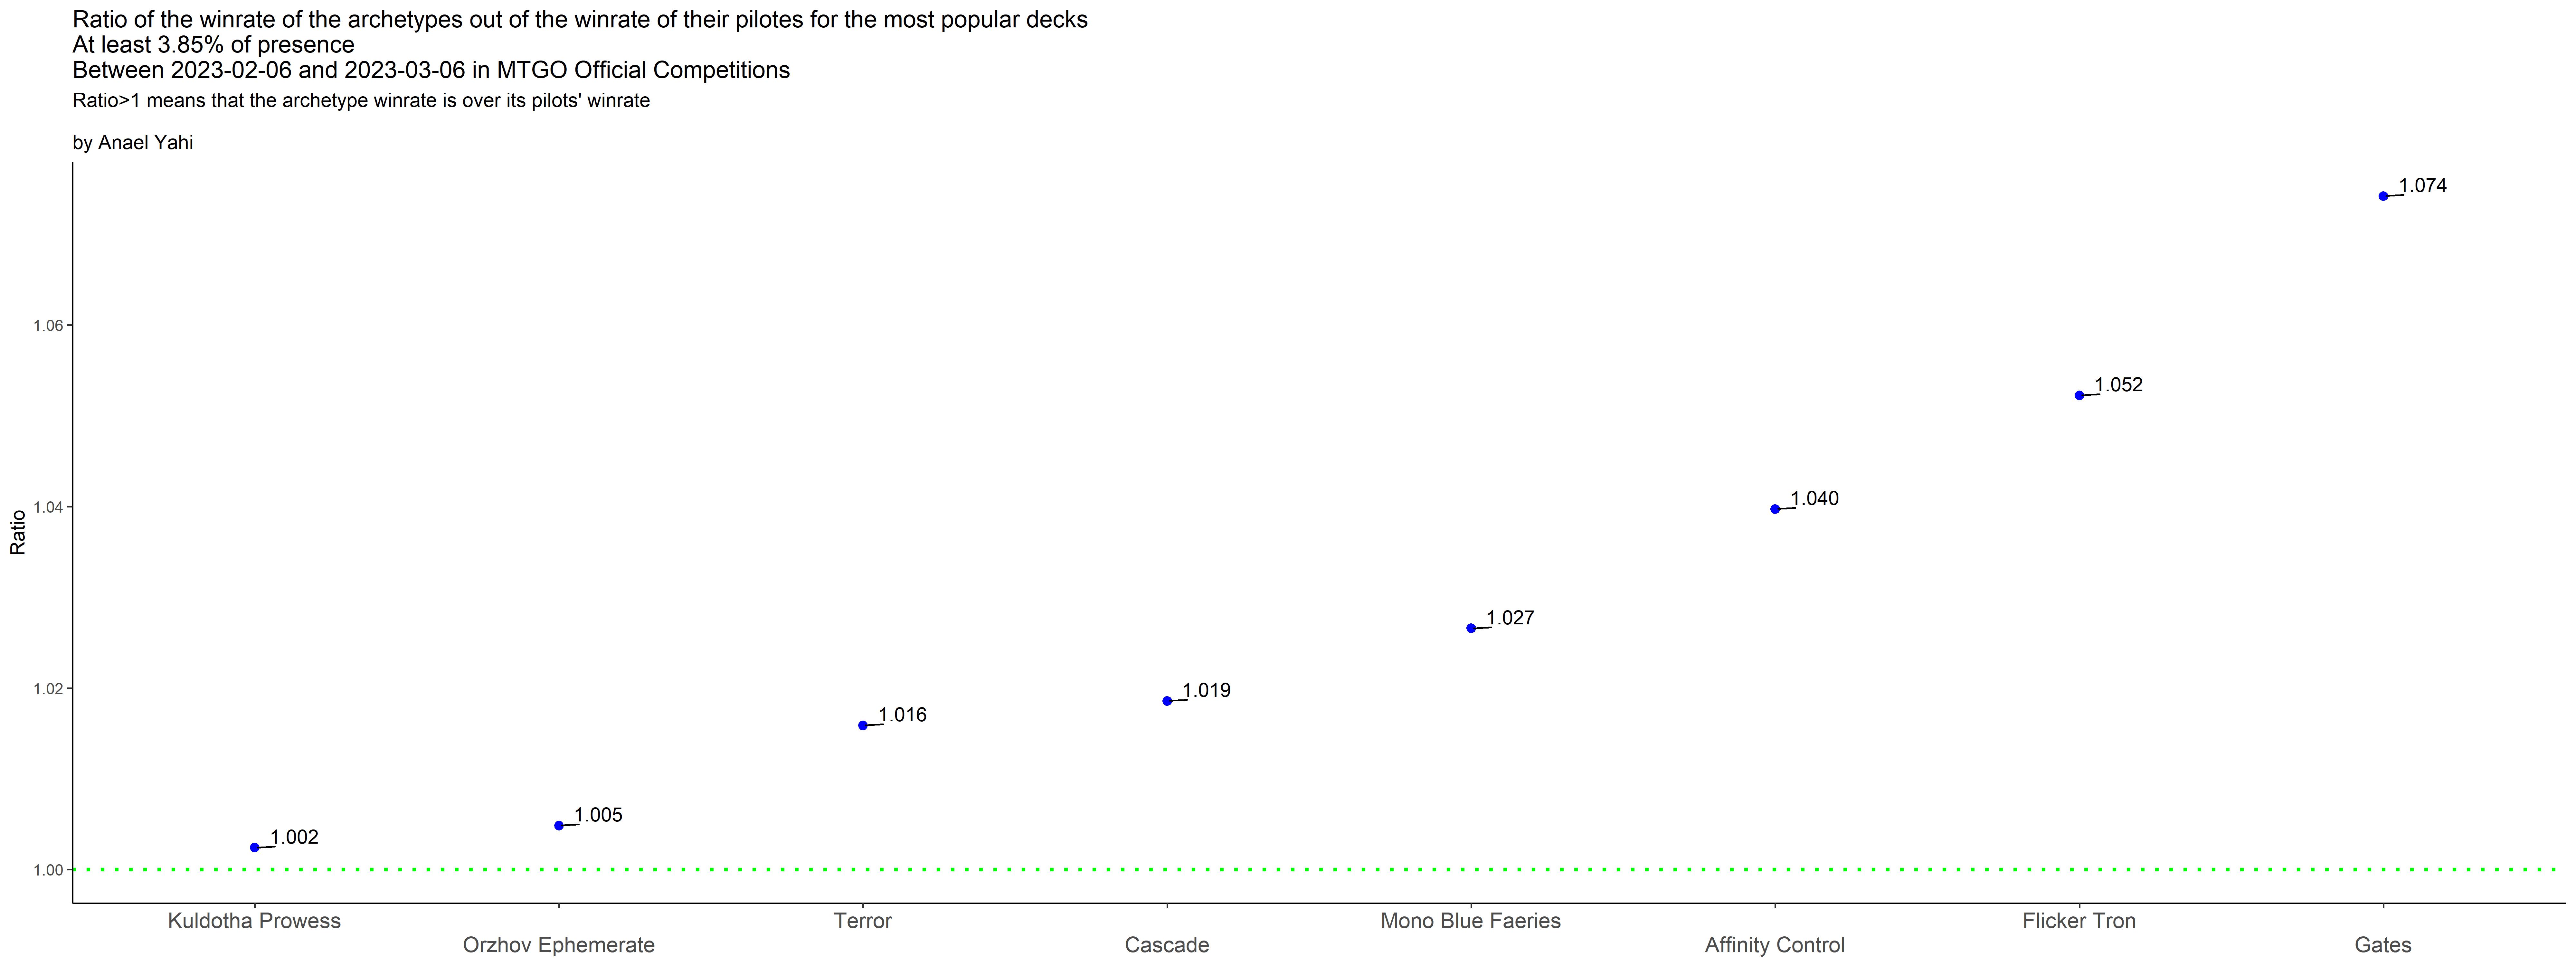 Ratio of the winrate of the archetypes out of the winrate of their pilotes for the most popular decks
At least 3.85% of presence
Between 2023-02-06 and 2023-03-06 in MTGO Official Competitions
Ratio>1 means that the archetype winrate is over its pilots' winrate
by Anael Yahi
1.074
1.06
1.052
1.04
1.040
Ratio
1.027
1.02
1.019
1.016
1.005
1.002
1.00
Kuldotha Prowess
Orzhov Ephemerate
Terror
Cascade
Mono Blue Faeries
Affinity Control
Flicker Tron
Gates